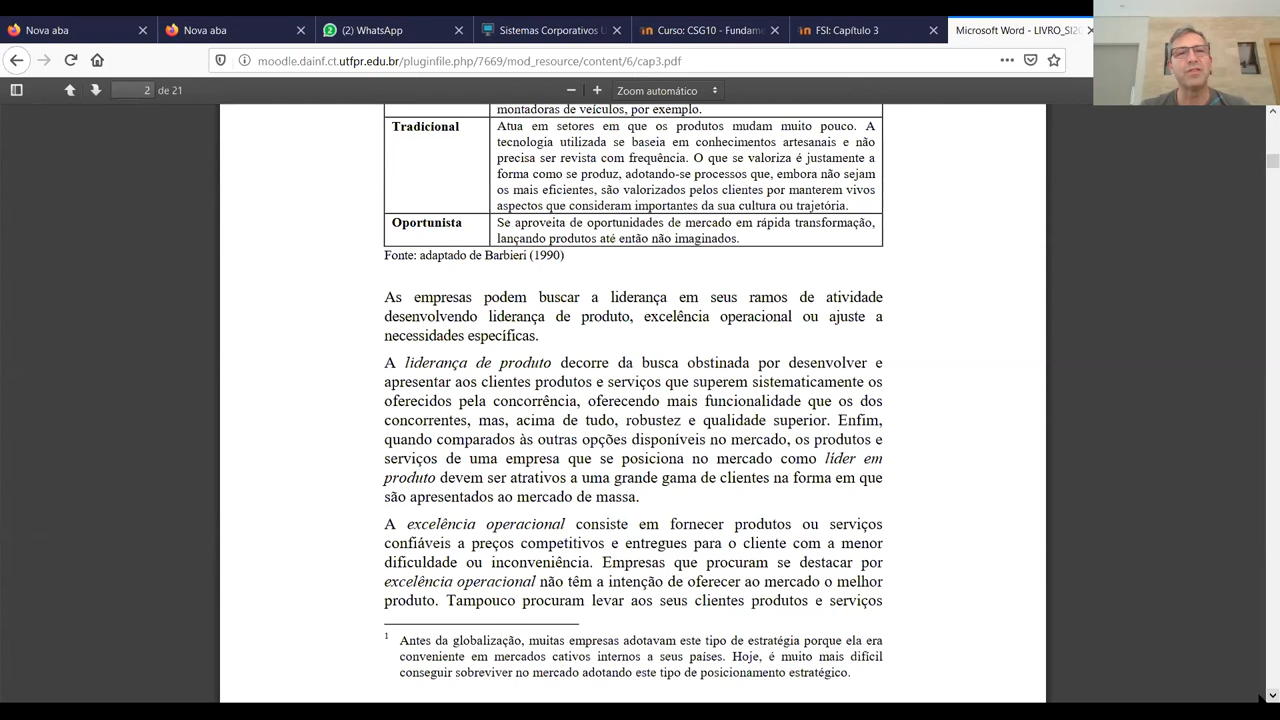 Nova aba
Nova aba
(2) WhatsApp
Sistemas Corporativos
Curso: CSG10 - Fundame
FSI: Capítulo 3
Microsoft Word - LIVRO_SI20
moodle.dainf.ct.utfpr.edu.br/pluginfile.php/7669/mod_resource/content/6/cap3.pdf
2 de 21
Zoom automático
montadoras de veículos, por exemplo.
Tradicional
Atua em setores em que os produtos mudam muito pouco. A
tecnologia utilizada se baseia em conhecimentos artesanais e não
precisa ser revista com frequência. O que se valoriza é justamente a
forma como se produz, adotando-se processos que, embora não sejam
os mais eficientes, são valorizados pelos clientes por manterem vivos
aspectos que consideram importantes da sua cultura ou trajetória.
Oportunista
Se aproveita de oportunidades de mercado em rápida transformação,
lançando produtos até então não imaginados.
Fonte: adaptado de Barbieri (1990)
As empresas podem buscar a liderança em seus ramos de atividade
desenvolvendo liderança de produto, excelência operacional ou ajuste a
necessidades específicas.
A liderança de produto decorre da busca obstinada por desenvolver e
apresentar aos clientes produtos e serviços que superem sistematicamente os
oferecidos pela concorrência, oferecendo mais funcionalidade que os dos
concorrentes, mas, acima de tudo, robustez e qualidade superior. Enfim,
quando comparados às outras opções disponíveis no mercado, os produtos e
serviços de uma empresa que se posiciona no mercado como líder em
produto devem ser atrativos a uma grande gama de clientes na forma em que
são apresentados ao mercado de massa.
A excelência operacional consiste em fornecer produtos ou serviços
confiáveis a preços competitivos e entregues para o cliente com a menor
dificuldade ou inconveniência. Empresas que procuram se destacar por
excelência operacional não têm a intenção de oferecer ao mercado o melhor
produto. Tampouco procuram levar aos seus clientes produtos e serviços
1 Antes da globalização, muitas empresas adotavam este tipo de estratégia porque ela era
conveniente em mercados cativos internos a seus países. Hoje, é muito mais difícil
conseguir sobreviver no mercado adotando este tipo de posicionamento estratégico.